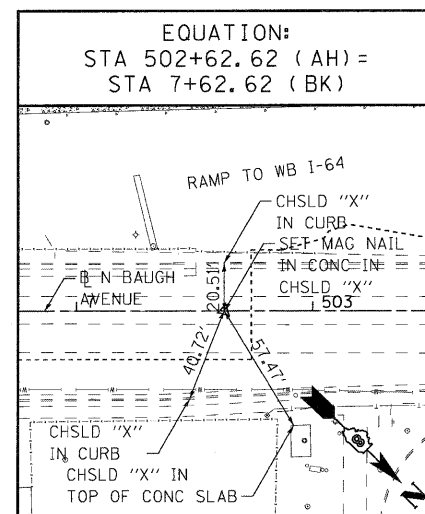 EQUATION:
STA 502+62.62 (AH)=
STA 7+62.62 (BK)
RAMP TO WB I-64
CHSLD "X"
IN CURB
SET MAG NAIL
IN CONC IN
CHSLD "X"
BL N BAUGH
AVENUE
7
503
20.51'
40.72'
57.47'
CHSLD "X"
IN CURB
CHSLD "X" IN
TOP OF CONC SLAB
N